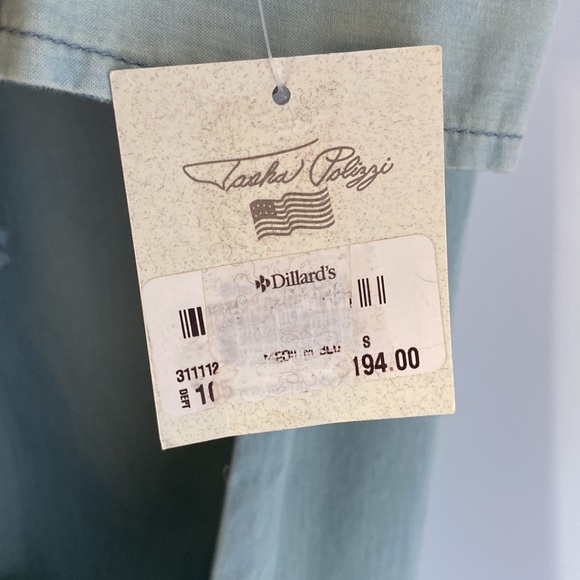 Tasha Polizzi
Dillard's
S
311112
194.00
DEPT